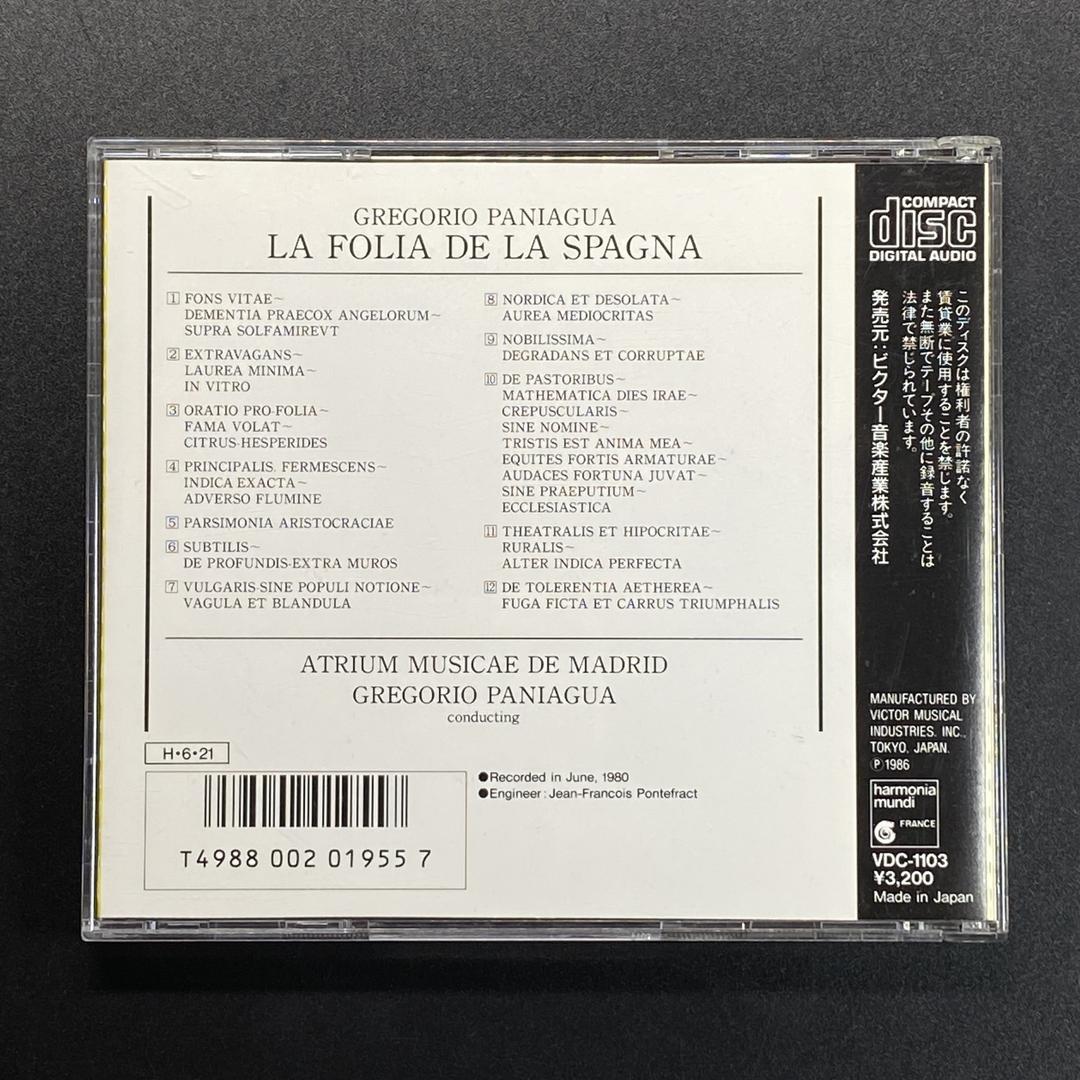 GREGORIO PANIAGUA
LA FOLIA DE LA SPAGNA
1 FONS VITAE~
DEMENTIA PRAECOX ANGELORUM~
SUPRA SOLFAMIREVT
2 EXTRAVAGANS~
LAUREA MINIMA~
IN VITRO
3 ORATIO PRO-FOLIA~
FAMA VOLAT~
CITRUS-HESPERIDES
4 PRINCIPALIS, FERMESCENS~
INDICA EXACTA~
ADVERSO FLUMINE
5 PARSIMONIA ARISTOCRACIAE
6 SUBTILIS~
DE PROFUNDIS-EXTRA MUROS
7 VULGARIS-SINE POPULI NOTIONE~
VAGULA ET BLANDULA
8 NORDICA ET DESOLATA~
AUREA MEDIOCRITAS
9 NOBILISSIMA~
DEGRADANS ET CORRUPTAE
10 DE PASTORIBUS~
MATHEMATICA DIES IRAE~
CREPUSCULARIS~
SINE NOMINE~
TRISTIS EST ANIMA MEA~
EQUITES FORTIS ARMATURAE~
AUDACES FORTUNA JUVAT~
SINE PRAEPUTIUM~
ECCLESIASTICA
11 THEATRALIS ET HIPOCRITAE~
RURALIS~
ALTER INDICA PERFECTA
12 DE TOLERENTIA AETHEREA~
FUGA FICTA ET CARRUS TRIUMPHALIS
ATRIUM MUSICAE DE MADRID
GREGORIO PANIAGUA
conducting
H•6•21
T4988 002 01955 7
●Recorded in June, 1980
●Engineer : Jean-Francois Pontefract
COMPACT
disc
DIGITAL AUDIO
このディスクは権利者の許諾なく
賃貸業に使用することを禁じます。
また無断でテープその他に録音することは
法律で禁じられています。
発売元：ビクター音楽産業株式会社
MANUFACTURED BY
VICTOR MUSICAL
INDUSTRIES, INC.,
TOKYO, JAPAN.
Ⓟ1986
harmonia
mundi
FRANCE
VDC-1103
¥3,200
Made in Japan